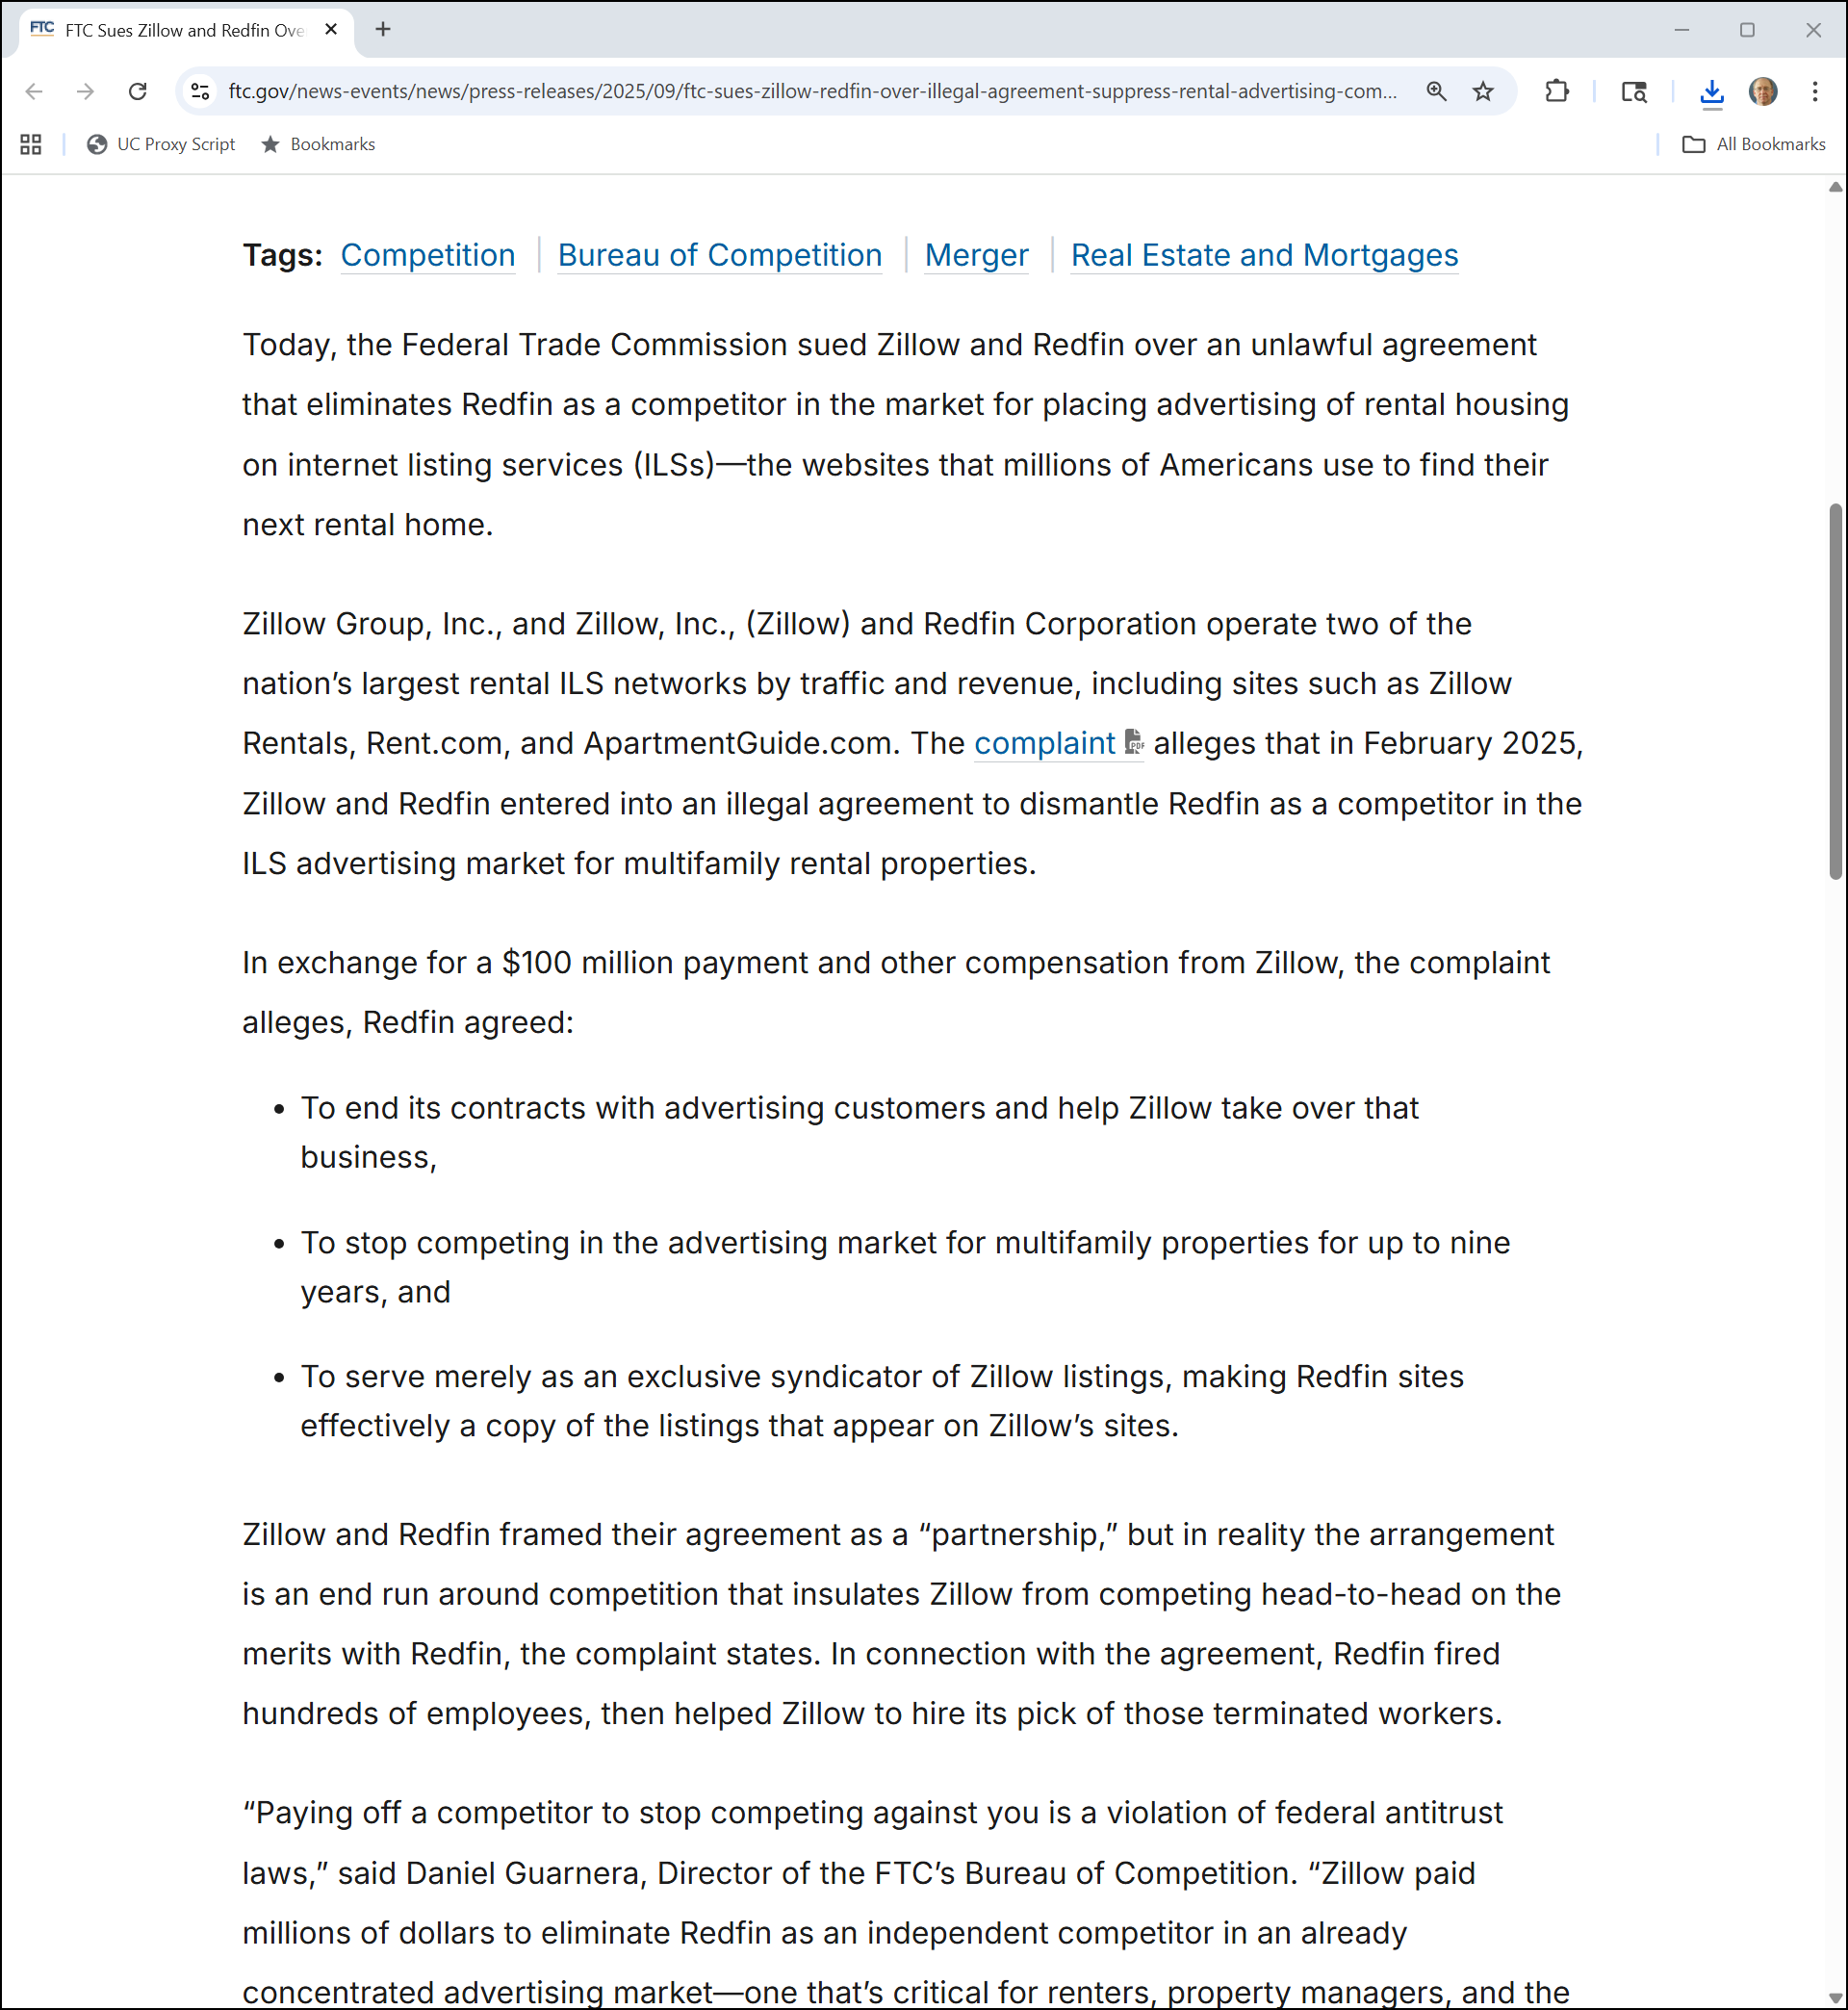 FTC FTC Sues Zillow and Redfin Ove
ftc.gov/news-events/news/press-releases/2025/09/ftc-sues-zillow-redfin-over-illegal-agreement-suppress-rental-advertising-com...
UC Proxy Script Bookmarks All Bookmarks
Tags: Competition Bureau of Competition Merger Real Estate and Mortgages
Today, the Federal Trade Commission sued Zillow and Redfin over an unlawful agreement
that eliminates Redfin as a competitor in the market for placing advertising of rental housing
on internet listing services (ILSs)—the websites that millions of Americans use to find their
next rental home.
Zillow Group, Inc., and Zillow, Inc., (Zillow) and Redfin Corporation operate two of the
nation’s largest rental ILS networks by traffic and revenue, including sites such as Zillow
Rentals, Rent.com, and ApartmentGuide.com. The complaint PDF alleges that in February 2025,
Zillow and Redfin entered into an illegal agreement to dismantle Redfin as a competitor in the
ILS advertising market for multifamily rental properties.
In exchange for a $100 million payment and other compensation from Zillow, the complaint
alleges, Redfin agreed:
• To end its contracts with advertising customers and help Zillow take over that
business,
• To stop competing in the advertising market for multifamily properties for up to nine
years, and
• To serve merely as an exclusive syndicator of Zillow listings, making Redfin sites
effectively a copy of the listings that appear on Zillow’s sites.
Zillow and Redfin framed their agreement as a “partnership,” but in reality the arrangement
is an end run around competition that insulates Zillow from competing head-to-head on the
merits with Redfin, the complaint states. In connection with the agreement, Redfin fired
hundreds of employees, then helped Zillow to hire its pick of those terminated workers.
“Paying off a competitor to stop competing against you is a violation of federal antitrust
laws,” said Daniel Guarnera, Director of the FTC’s Bureau of Competition. “Zillow paid
millions of dollars to eliminate Redfin as an independent competitor in an already
concentrated advertising market—one that’s critical for renters, property managers, and the